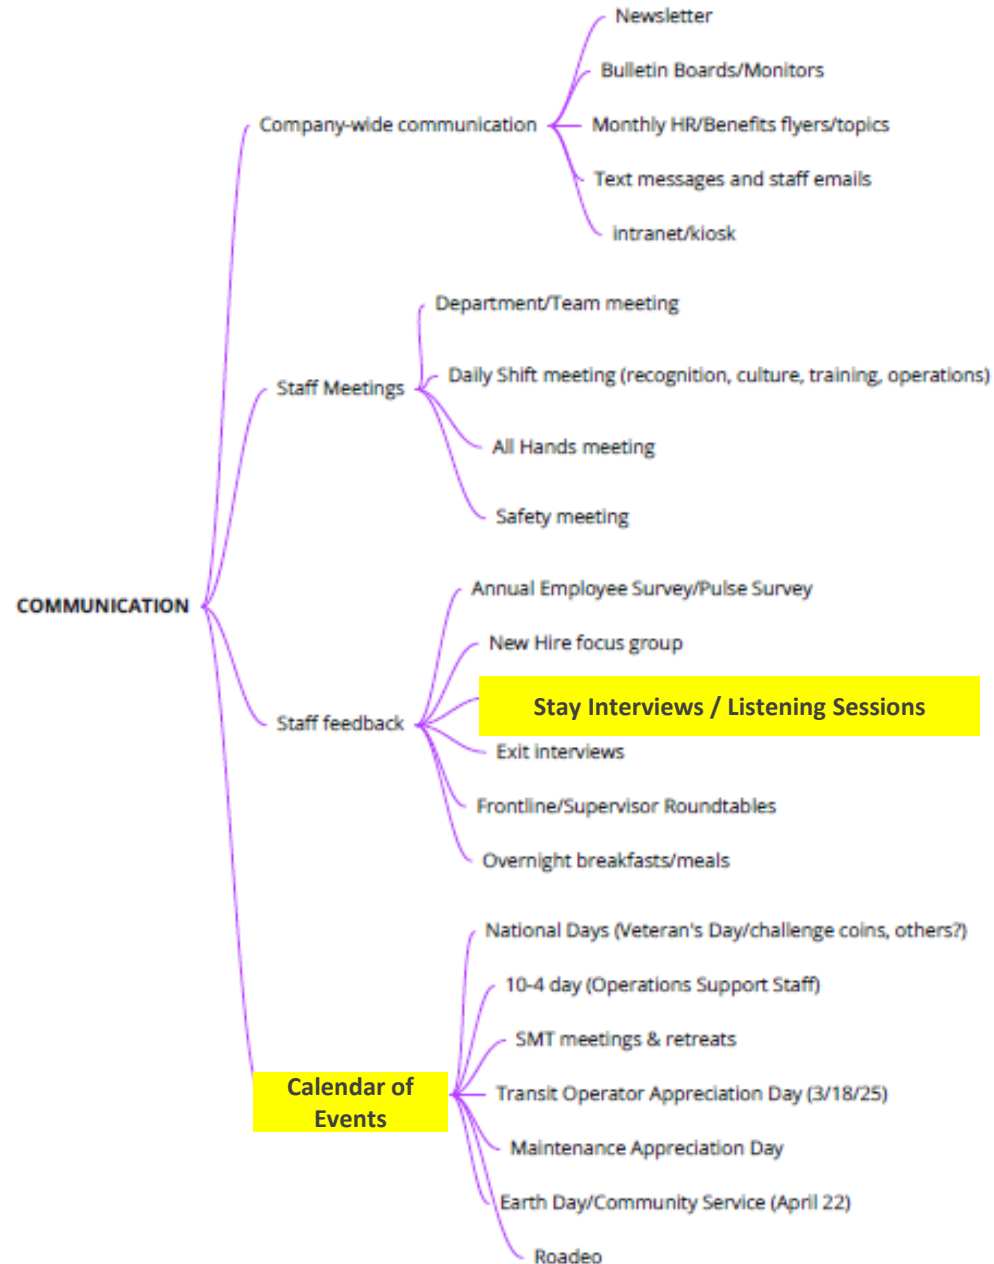 Newsletter
Bulletin Boards/Monitors
Company-wide communication
Monthly HR/Benefits flyers/topics
Text messages and staff emails
intranet/kiosk
Department/Team meeting
Daily Shift meeting (recognition, culture, training, operations)
Staff Meetings
All Hands meeting
Safety meeting
COMMUNICATION
Annual Employee Survey/Pulse Survey
New Hire focus group
Stay Interviews / Listening Sessions
Staff feedback
Exit interviews
Frontline/Supervisor Roundtables
Overnight breakfasts/meals
National Days (Veteran's Day/challenge coins, others?)
10-4 day (Operations Support Staff)
SMT meetings & retreats
Calendar of
Events
Transit Operator Appreciation Day (3/18/25)
Maintenance Appreciation Day
Earth Day/Community Service (April 22)
Roadeo